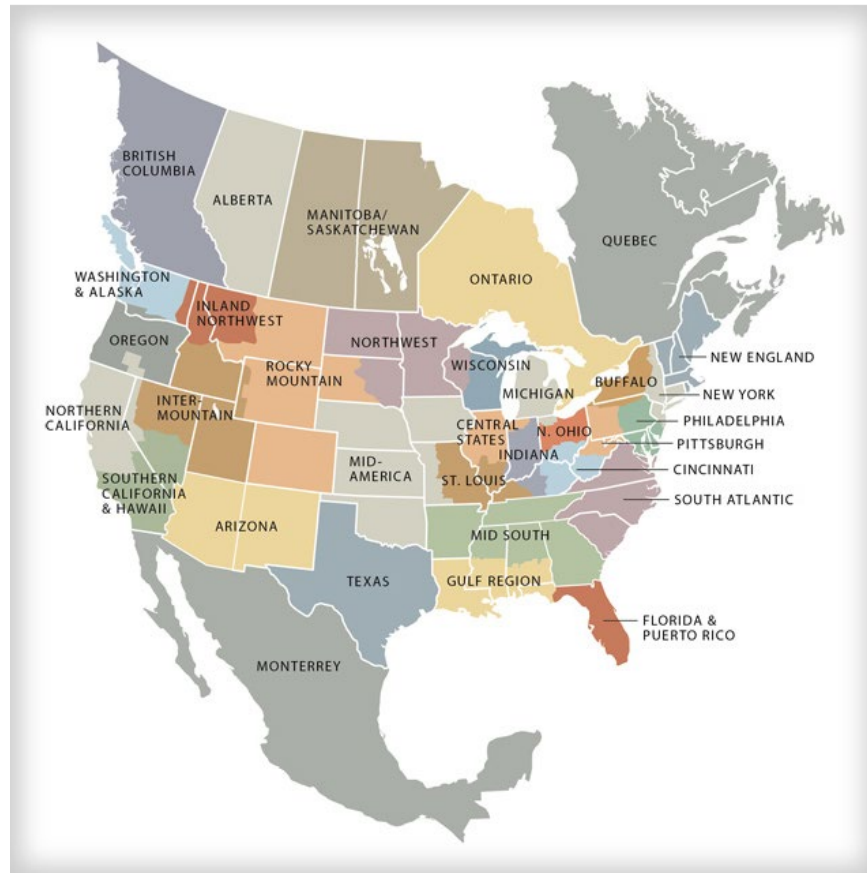 BRITISH
COLUMBIA
ALBERTA
MANITOBA/
SASKATCHEWAN
QUEBEC
ONTARIO
WASHINGTON
& ALASKA
INLAND
NORTHWEST
OREGON
NORTHWEST
WISCONSIN
NEW ENGLAND
ROCKY
MOUNTAIN
BUFFALO
MICHIGAN
NEW YORK
INTER-
MOUNTAIN
NORTHERN
CALIFORNIA
PHILADELPHIA
CENTRAL
STATES
N. OHIO
PITTSBURGH
INDIANA
MID-
AMERICA
CINCINNATI
SOUTHERN
CALIFORNIA
& HAWAII
ST. LOUIS
SOUTH ATLANTIC
ARIZONA
MID SOUTH
TEXAS
GULF REGION
FLORIDA &
PUERTO RICO
MONTERREY